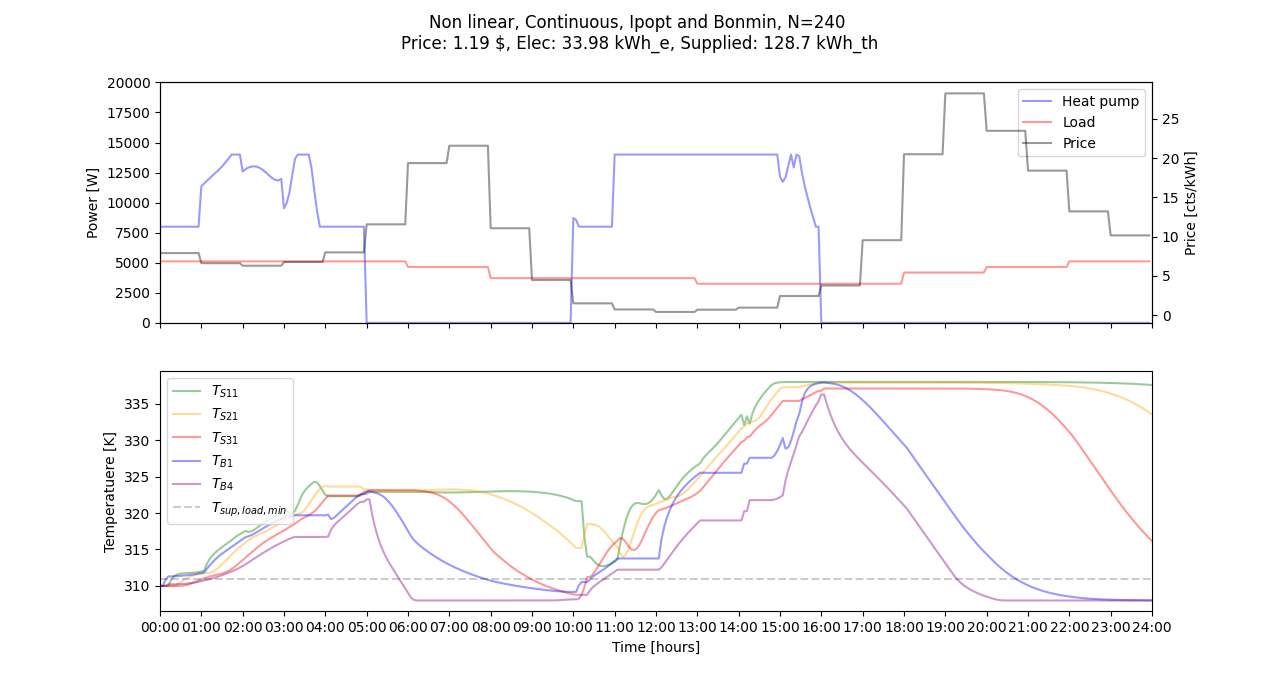 Non linear, Continuous, Ipopt and Bonmin, N=240
Price: 1.19 $, Elec: 33.98 kWh_e, Supplied: 128.7 kWh_th
20000
17500
15000
12500
10000
7500
5000
2500
0
Power [W]
Heat pump
Load
Price
25
20
15
10
5
0
Price [cts/kWh]
335
330
325
320
315
310
Temperatuere [K]
T_{S11}
T_{S21}
T_{S31}
T_{B1}
T_{B4}
T_{sup,load,min}
00:00 01:00 02:00 03:00 04:00 05:00 06:00 07:00 08:00 09:00 10:00 11:00 12:00 13:00 14:00 15:00 16:00 17:00 18:00 19:00 20:00 21:00 22:00 23:00 24:00
Time [hours]